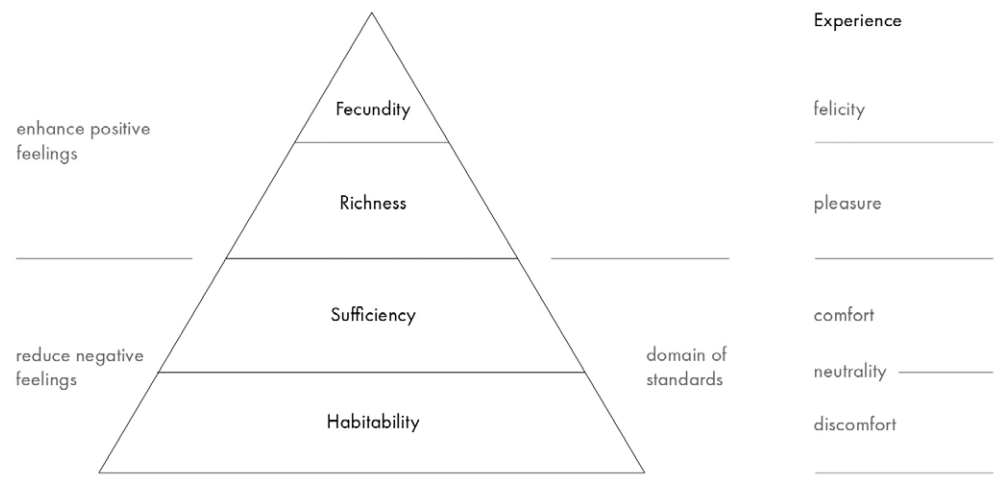 Experience
Fecundity
felicity
enhance positive
feelings
Richness
pleasure
Sufficiency
comfort
reduce negative
feelings
domain of
standards
neutrality
Habitability
discomfort